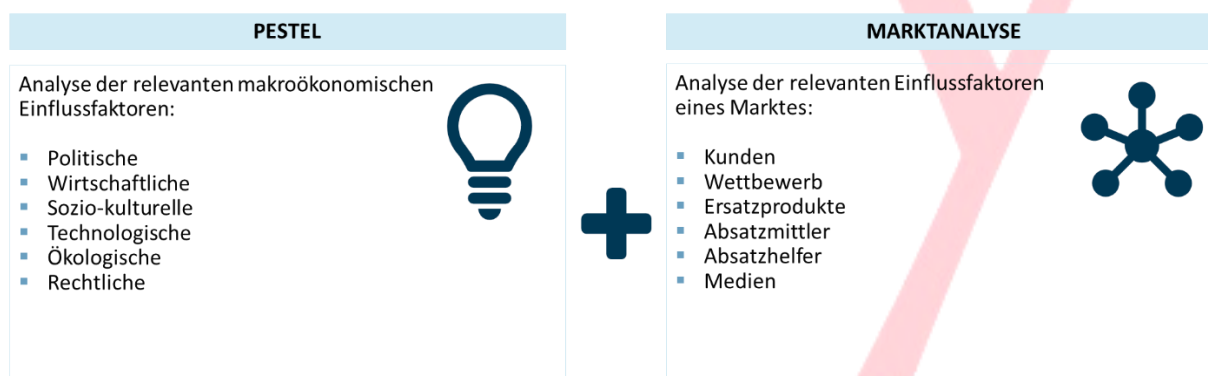 PESTEL
Analyse der relevanten makroökonomischen
Einflussfaktoren:
Politische
Wirtschaftliche
Sozio-kulturelle
Technologische
Ökologische
Rechtliche
MARKTANALYSE
Analyse der relevanten Einflussfaktoren
eines Marktes:
Kunden
Wettbewerb
Ersatzprodukte
Absatzmittler
Absatzhelfer
Medien